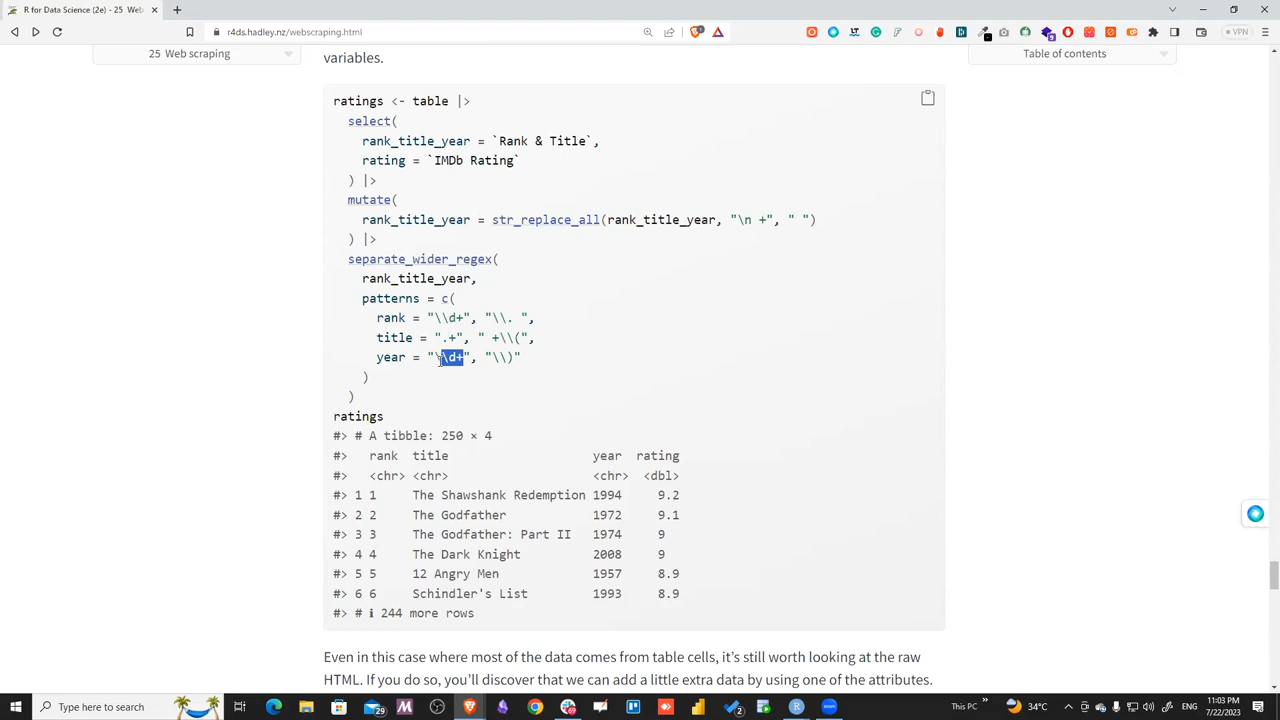 R for Data Science (2e) - 25 Web
r4ds.hadley.nz/webscraping.html
VPN
25 Web scraping
Table of contents
variables.
ratings <- table |>
select(
rank_title_year = `Rank & Title`,
rating = `IMDb Rating`
) |>
mutate(
rank_title_year = str_replace_all(rank_title_year, "\n +", " ")
) |>
separate_wider_regex(
rank_title_year,
patterns = c(
rank = "\\d+", "\\. ",
title = ".+", " +\\(",
year = "\\d+", "\\)"
)
)
ratings
#> # A tibble: 250 × 4
#> rank title year rating
#> <chr> <chr> <chr> <dbl>
#> 1 1 The Shawshank Redemption 1994 9.2
#> 2 2 The Godfather 1972 9.1
#> 3 3 The Godfather: Part II 1974 9
#> 4 4 The Dark Knight 2008 9
#> 5 5 12 Angry Men 1957 8.9
#> 6 6 Schindler's List 1993 8.9
#> # ℹ 244 more rows
Even in this case where most of the data comes from table cells, it's still worth looking at the raw
HTML. If you do so, you'll discover that we can add a little extra data by using one of the attributes.
Type here to search
29
This PC
34°C
11:03 PM
7/22/2023